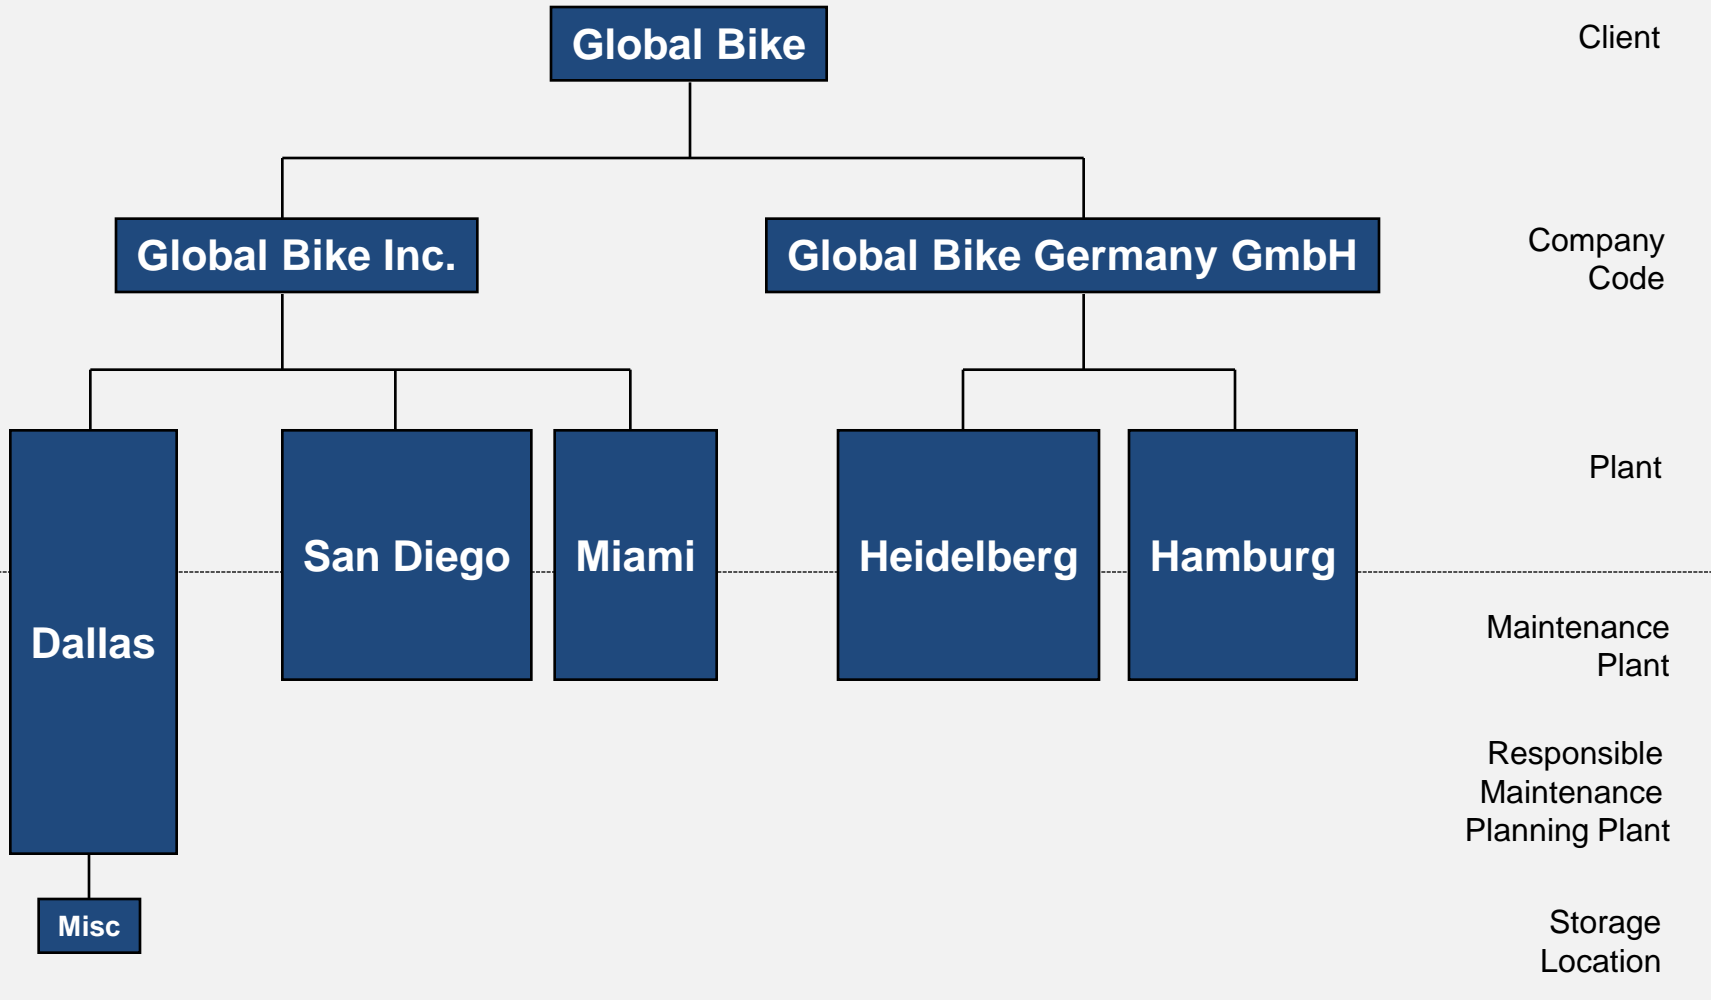 Global Bike
Client
Global Bike Inc.
Global Bike Germany GmbH
Company
Code
Plant
San Diego
Miami
Heidelberg
Hamburg
Dallas
Maintenance
Plant
Responsible
Maintenance
Planning Plant
Misc
Storage
Location